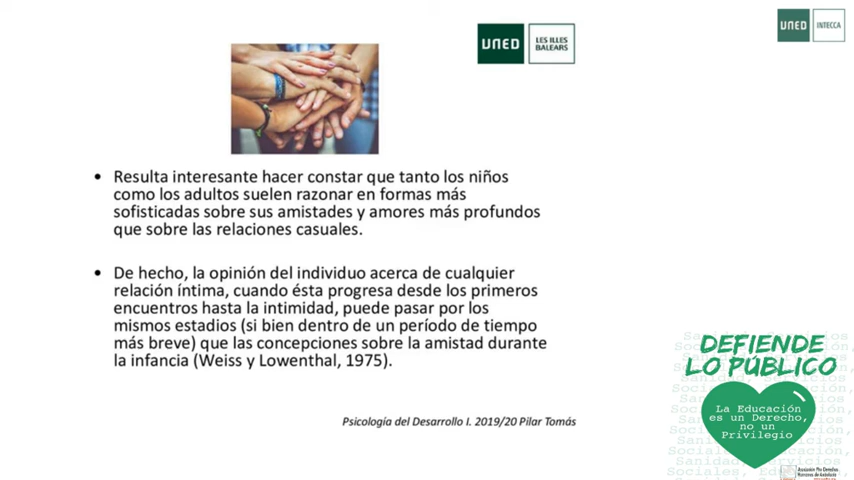 UNED
LES ILLES
BALEARS
UNED
INTECCA
• Resulta interesante hacer constar que tanto los niños
como los adultos suelen razonar en formas más
sofisticadas sobre sus amistades y amores más profundos
que sobre las relaciones casuales.
• De hecho, la opinión del individuo acerca de cualquier
relación íntima, cuando ésta progresa desde los primeros
encuentros hasta la intimidad, puede pasar por los
mismos estadios (si bien dentro de un período de tiempo
más breve) que las concepciones sobre la amistad durante
la infancia (Weiss y Lowenthal, 1975).
Psicología del Desarrollo I. 2019/20 Pilar Tomás
DEFIENDE
LO PÚBLICO
La Educación
es un Derecho,
no un
Privilegio